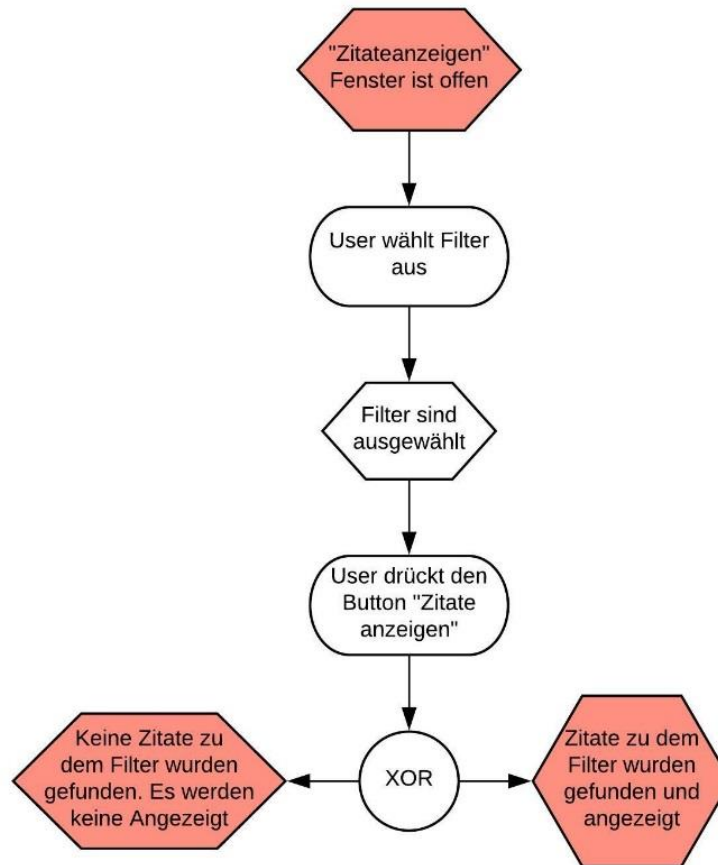 "Zitateanzeigen"
Fenster ist offen
User wählt Filter
aus
Filter sind
ausgewählt
User drückt den
Button "Zitate
anzeigen"
Keine Zitate zu
dem Filter wurden
gefunden. Es werden
keine Angezeigt
XOR
Zitate zu dem
Filter wurden
gefunden und
angezeigt